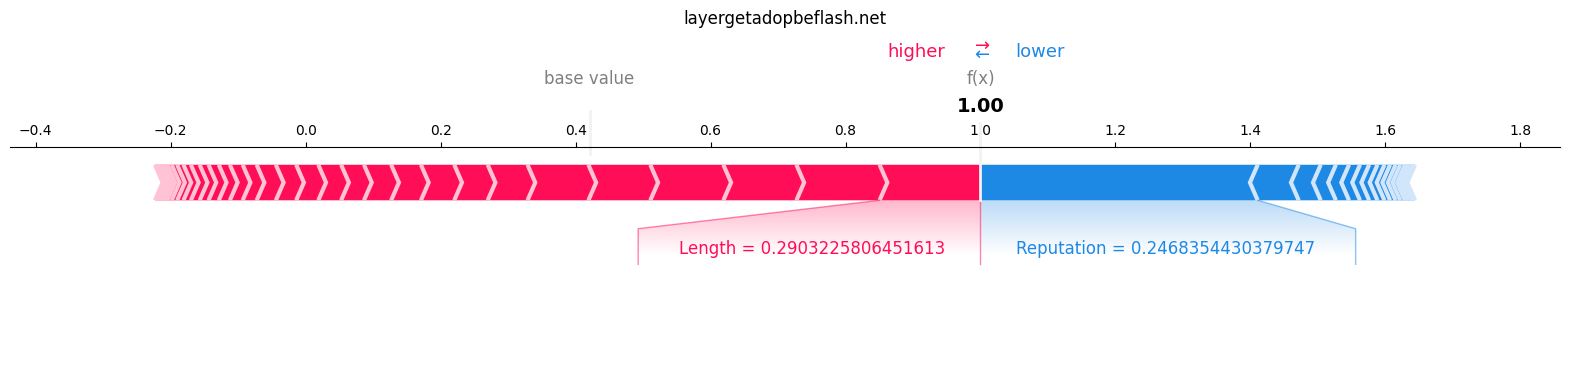 layergetadopbeflash.net
higher ⇄ lower
base value f(x)
1.00
−0.4 −0.2 0.0 0.2 0.4 0.6 0.8 1.0 1.2 1.4 1.6 1.8
Length = 0.2903225806451613 Reputation = 0.2468354430379747